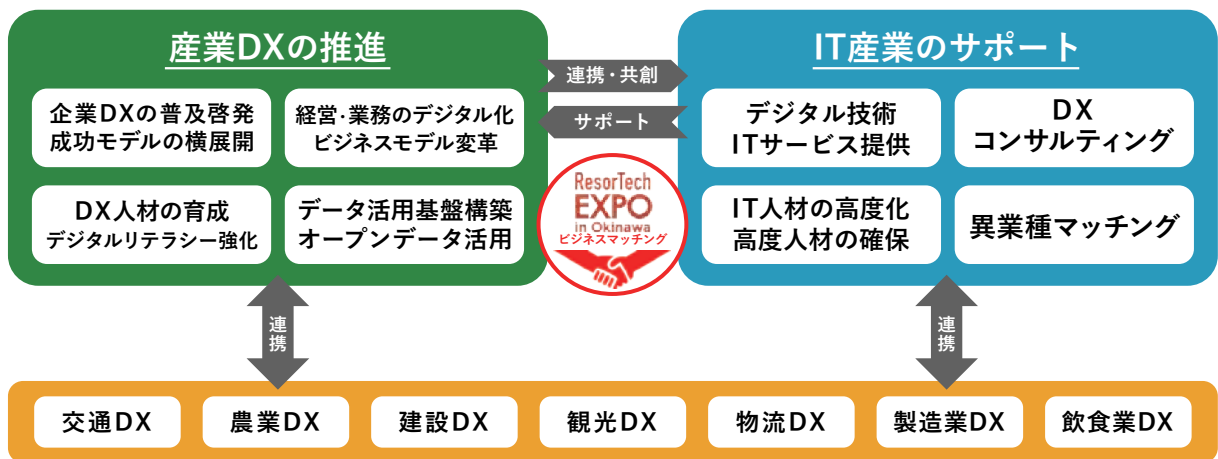 産業DXの推進
企業DXの普及啓発
成功モデルの横展開
経営・業務のデジタル化
ビジネスモデル変革
DX人材の育成
デジタルリテラシー強化
データ活用基盤構築
オープンデータ活用
連携・共創
サポート
ResorTech
EXPO
in Okinawa
ビジネスマッチング
IT産業のサポート
デジタル技術
ITサービス提供
DX
コンサルティング
IT人材の高度化
高度人材の確保
異業種マッチング
連携
連携
交通DX
農業DX
建設DX
観光DX
物流DX
製造業DX
飲食業DX